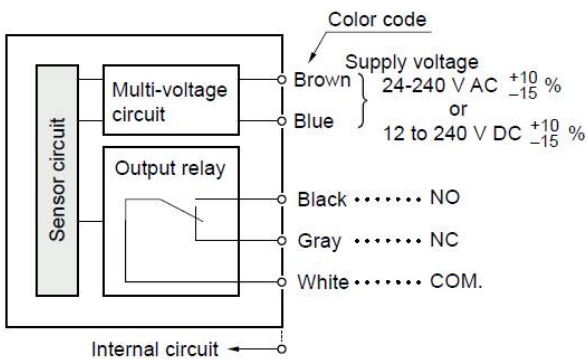 Color code
Supply voltage
Brown 24-240 V AC +10 −15 %
Multi-voltage
circuit
or
Blue 12 to 240 V DC +10 −15 %
Sensor circuit
Output relay
Black ······· NO
Gray ······· NC
White ······· COM.
Internal circuit